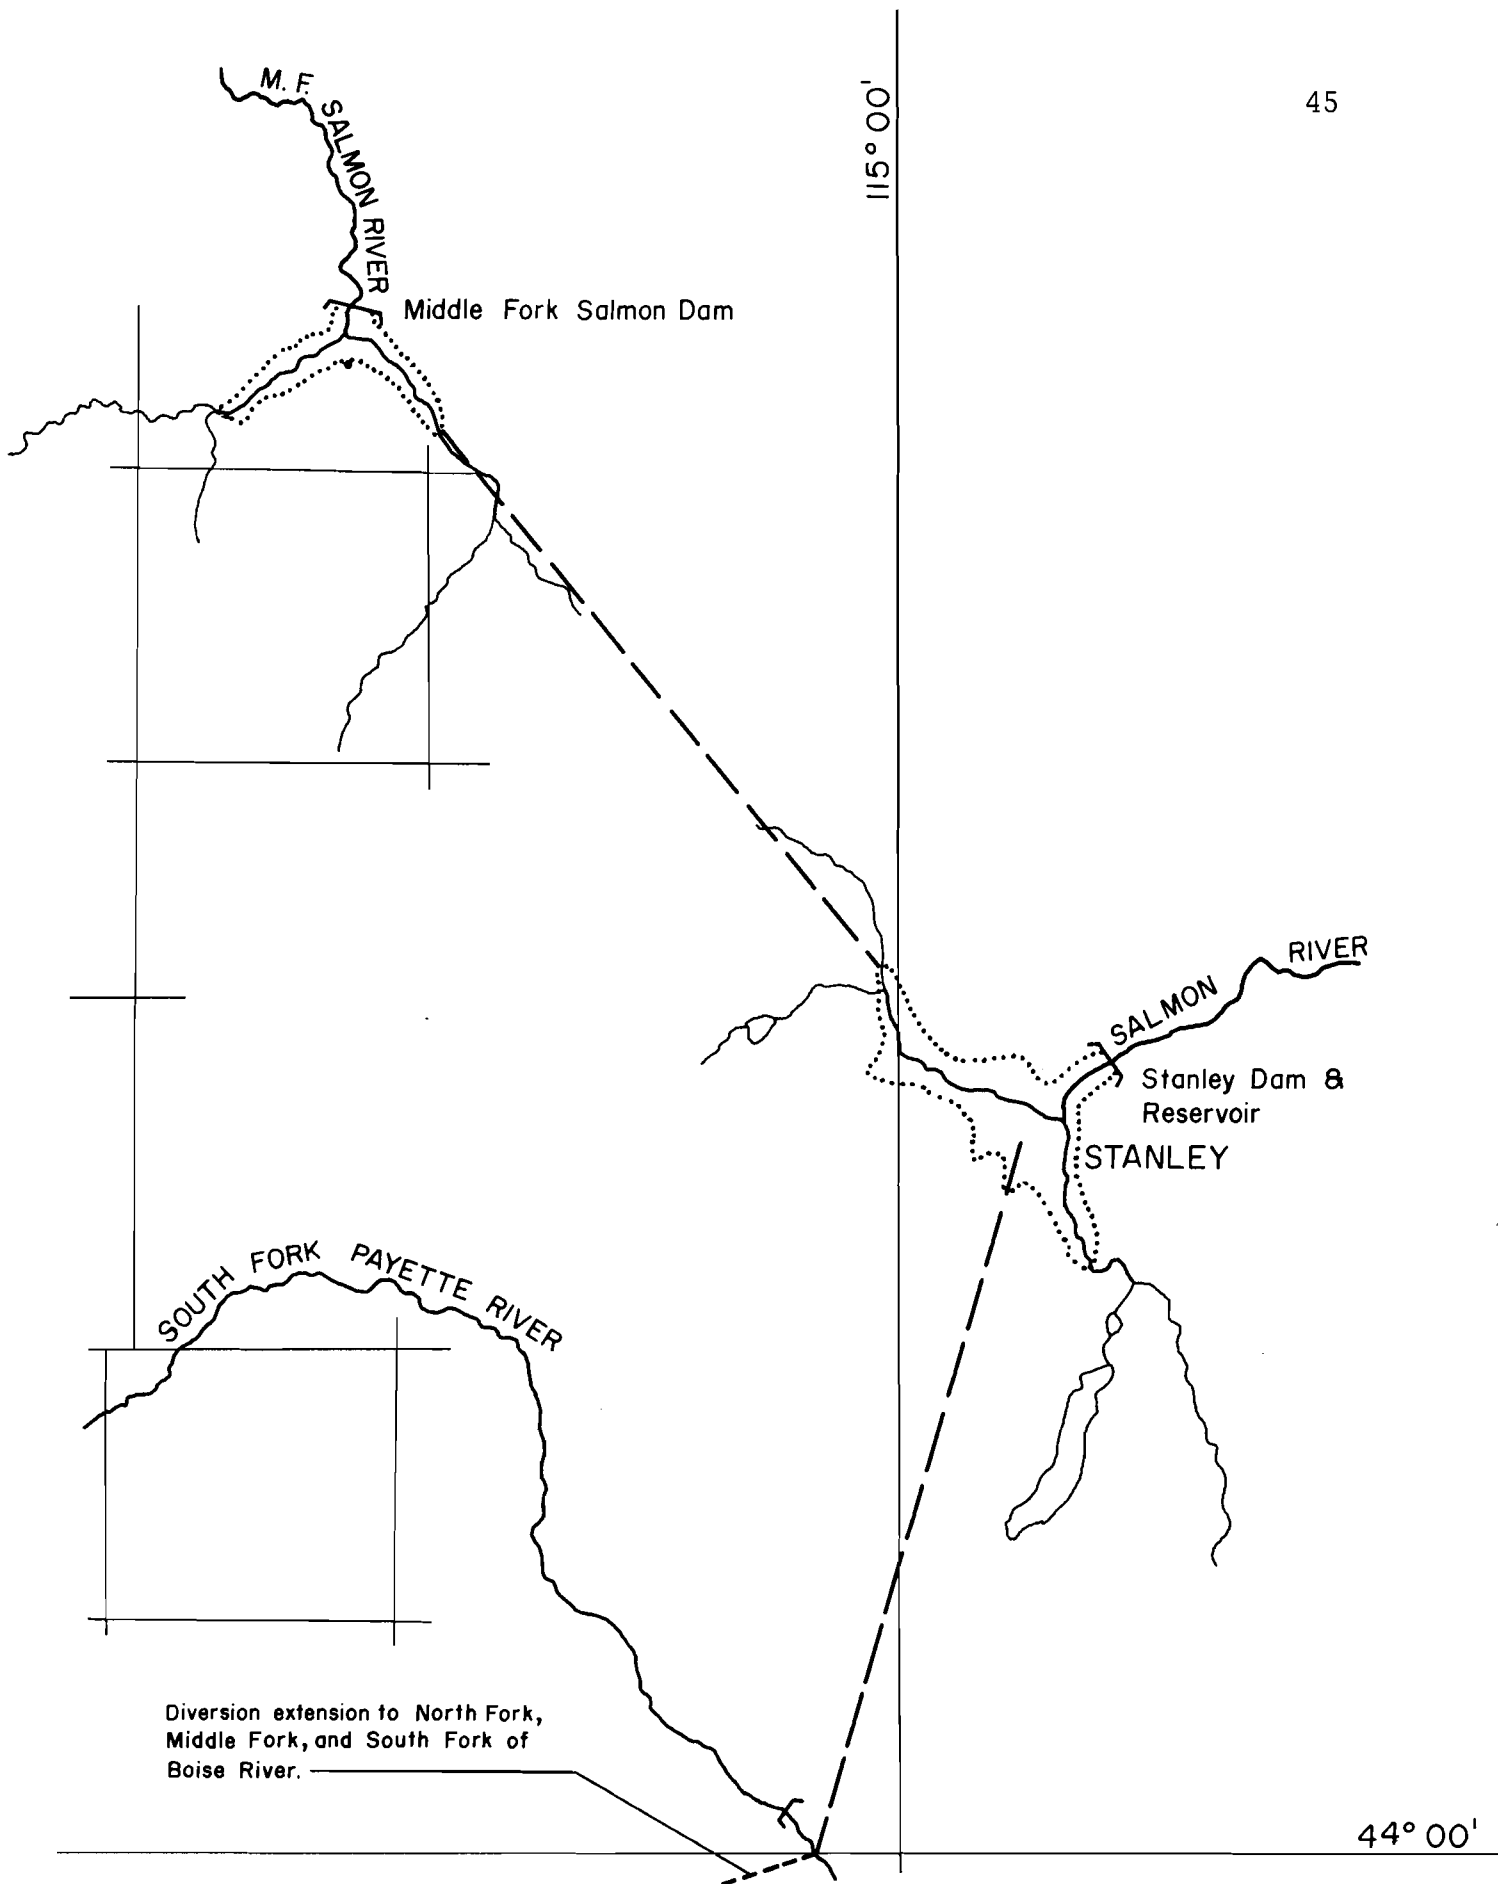 45
115° 00'
M. F. SALMON RIVER
Middle Fork Salmon Dam
SALMON RIVER
Stanley Dam &
Reservoir
STANLEY
SOUTH FORK PAYETTE RIVER
Diversion extension to North Fork,
Middle Fork, and South Fork of
Boise River.
44° 00'